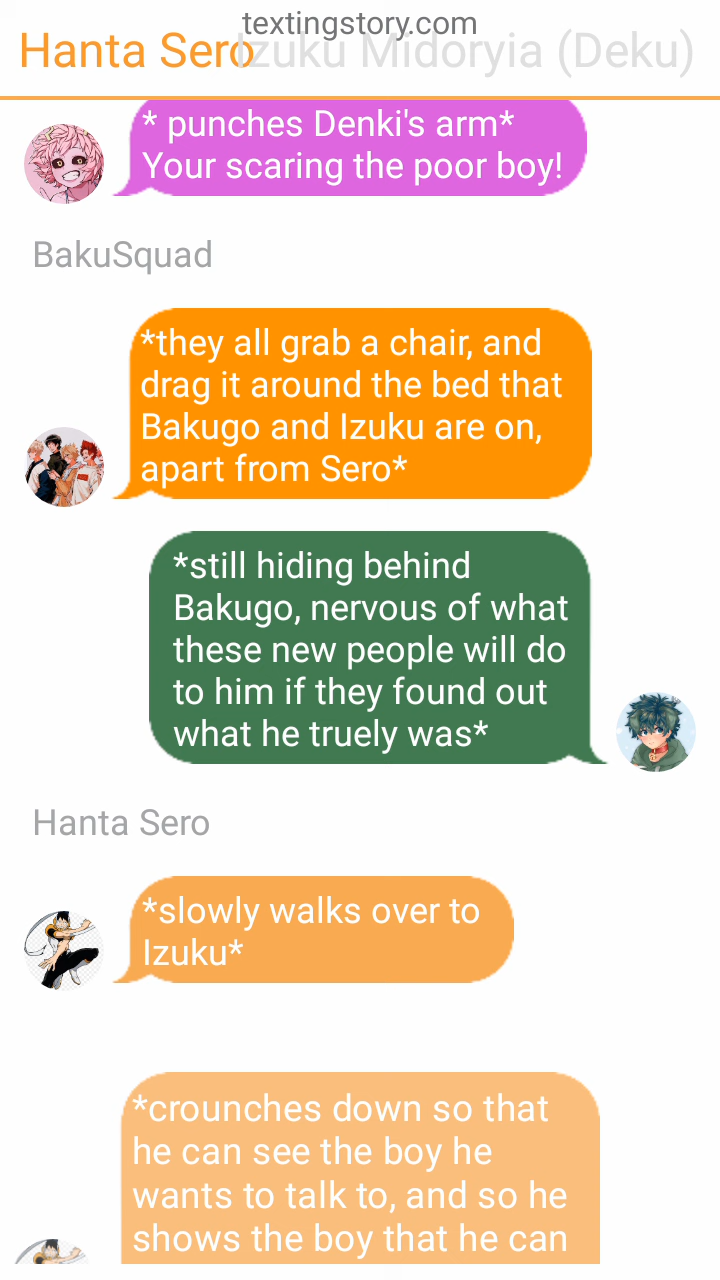 textingstory.com
Hanta Sero
Izuku Midoryia (Deku)
* punches Denki's arm*
Your scaring the poor boy!
BakuSquad
*they all grab a chair, and
drag it around the bed that
Bakugo and Izuku are on,
apart from Sero*
*still hiding behind
Bakugo, nervous of what
these new people will do
to him if they found out
what he truely was*
Hanta Sero
*slowly walks over to
Izuku*
*crounches down so that
he can see the boy he
wants to talk to, and so he
shows the boy that he can